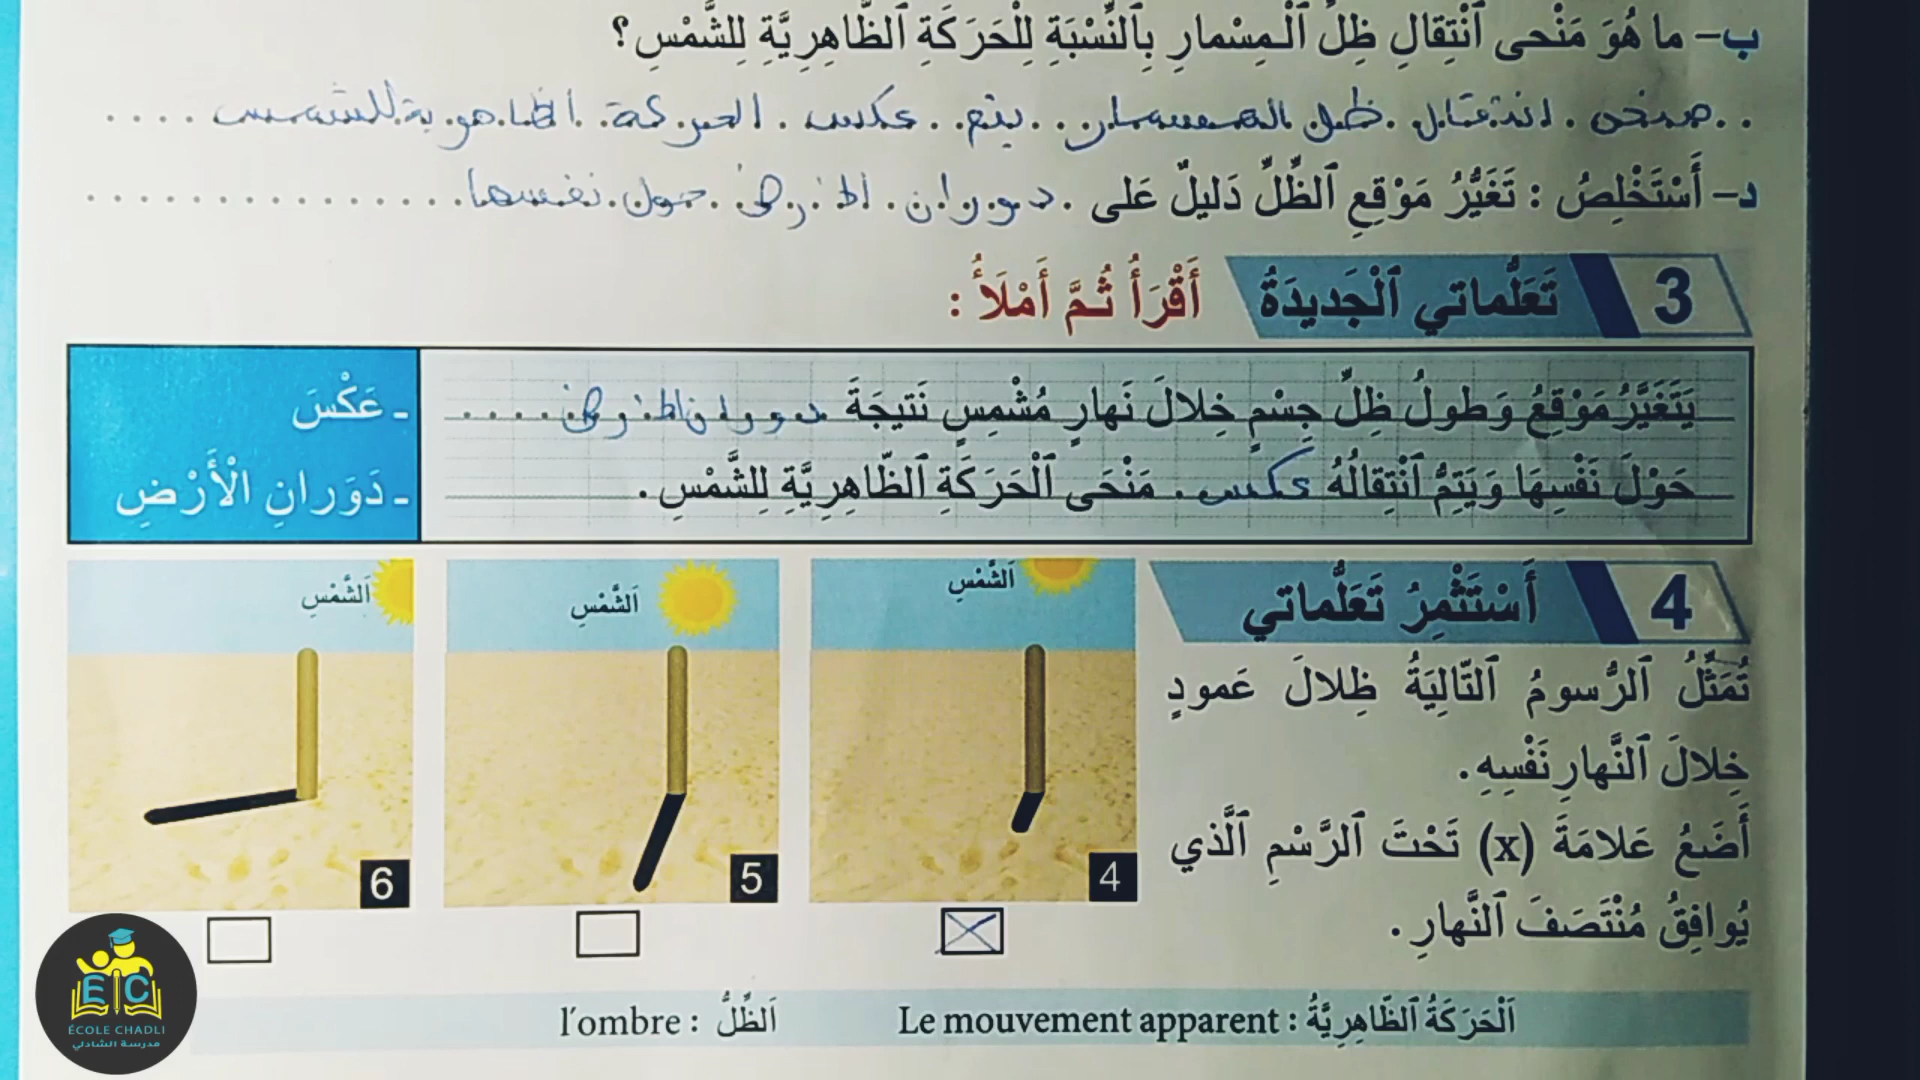 ب- ما هُوَ مَنْحى ٱنْتِقالِ ظِلِّ ٱلْمِسْمارِ بِٱلنِّسْبَةِ لِلْحَرَكَةِ ٱلظّاهِرِيَّةِ لِلشَّمْسِ؟
منحى انتقال ظل المسمار يتم عكس الحركة الظاهرية للشمس
د- أَسْتَخْلِصُ : تَغَيُّرُ مَوْقِعِ ٱلظِّلِّ دَليلٌ عَلى دوران الأرض حول نفسها
3 تَعَلُّماتي ٱلْجَديدَةُ أَقْرَأُ ثُمَّ أَمْلَأُ :
يَتَغَيَّرُ مَوْقِعُ وَطولُ ظِلِّ جِسْمٍ خِلالَ نَهارٍ مُشْمِسٍ نَتيجَةَ دوران الأرض
حَوْلَ نَفْسِهَا وَيَتِمُّ ٱنْتِقالُهُ عكس مَنْحَى ٱلْحَرَكَةِ ٱلظّاهِرِيَّةِ لِلشَّمْسِ.
- عَكْسَ
- دَوَرانِ الْأَرْضِ
4 أَسْتَثْمِرُ تَعَلُّماتي
تُمَثِّلُ ٱلرُّسومُ ٱلتّالِيَةُ ظِلالَ عَمودٍ
خِلالَ ٱلنَّهارِ نَفْسِهِ.
أَضَعُ عَلامَةَ (x) تَحْتَ ٱلرَّسْمِ ٱلَّذي
يُوافِقُ مُنْتَصَفَ ٱلنَّهارِ.
اَلشَّمْسِ
4
اَلشَّمْسِ
5
اَلشَّمْسِ
6
اَلْحَرَكَةُ ٱلظّاهِرِيَّةُ : Le mouvement apparent
اَلظِّلُّ : l'ombre
E C
ÉCOLE CHADLI
مدرسة الشادلي